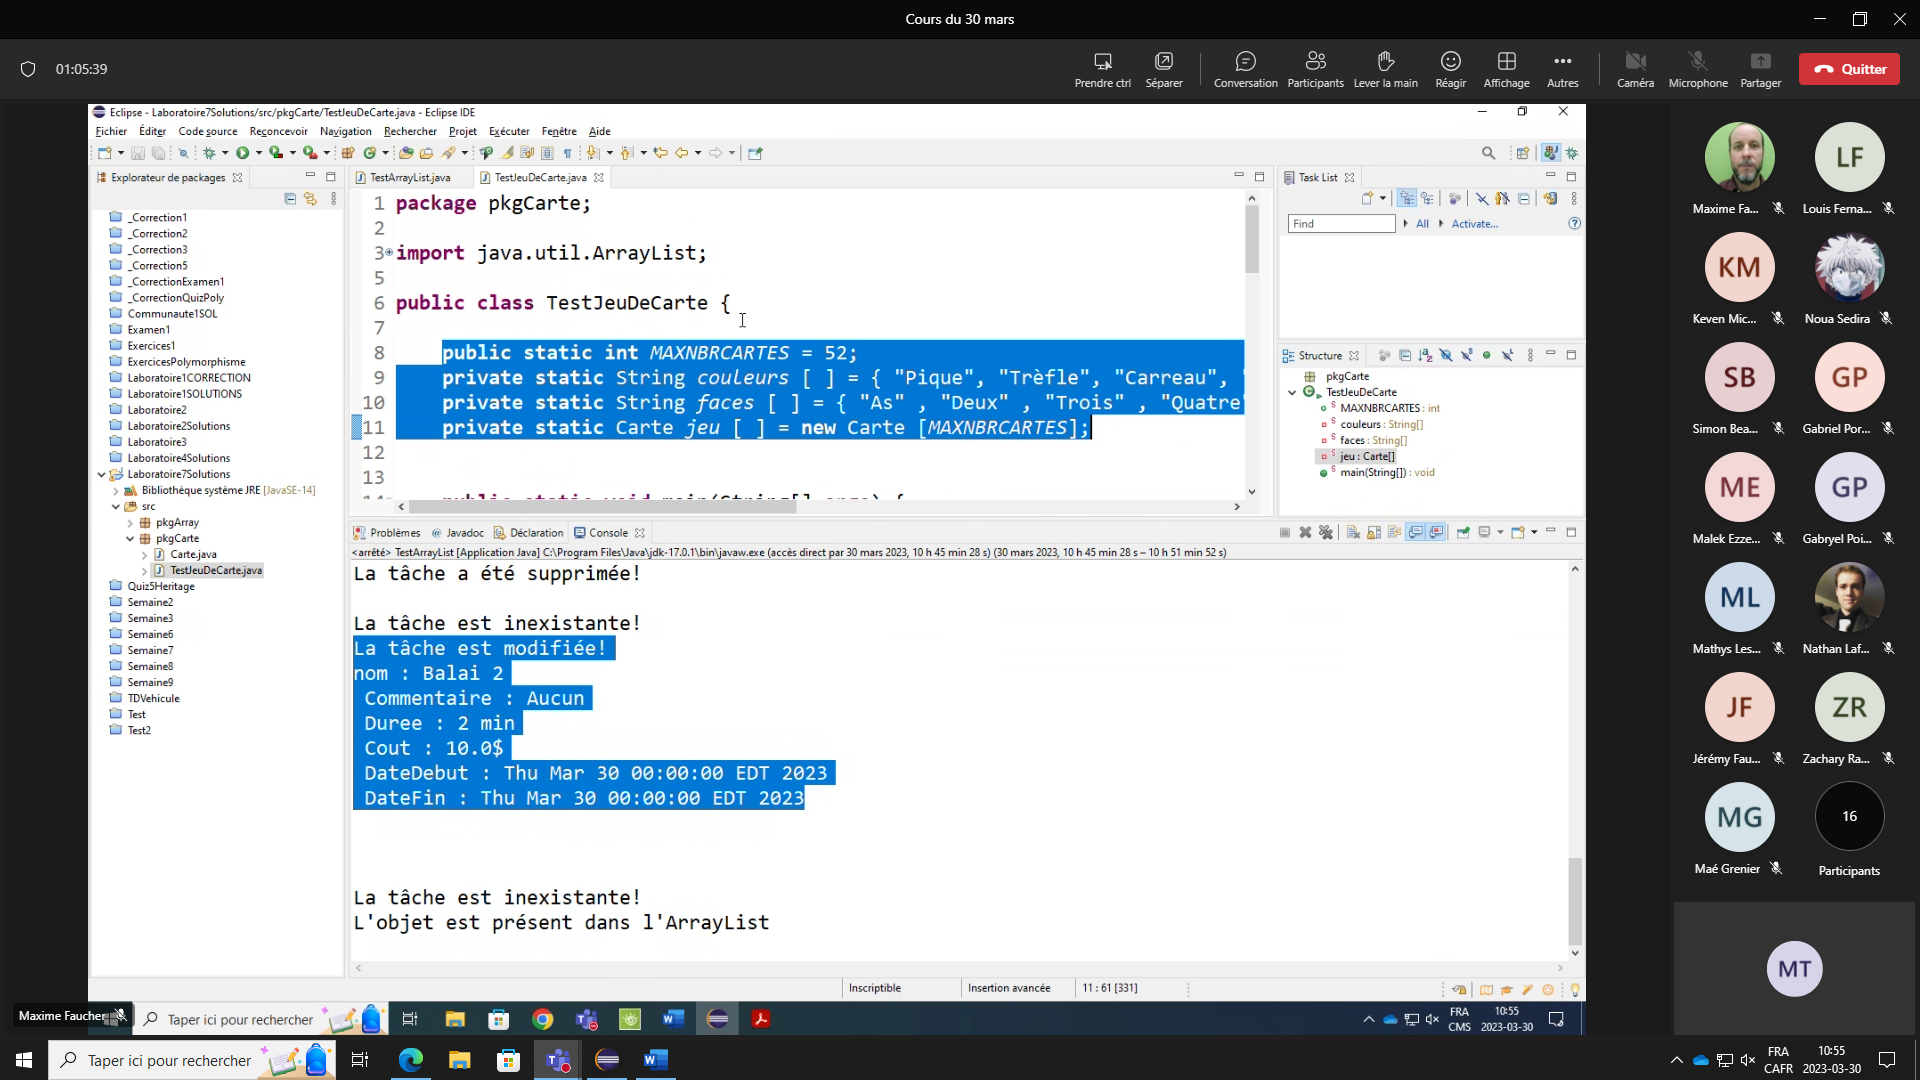 Cours du 30 mars
01:05:39
Prendre ctrl
Séparer
Conversation
Participants
Lever la main
Réagir
Affichage
Autres
Caméra
Microphone
Partager
Quitter
Eclipse - Laboratoire7Solutions/src/pkgCarte/TestJeuDeCarte.java - Eclipse IDE
Fichier Éditer Code source Reconcevoir Navigation Rechercher Projet Exécuter Fenêtre Aide
Explorateur de packages
_Correction1
_Correction2
_Correction3
_Correction5
_CorrectionExamen1
_CorrectionQuizPoly
Communaute1SOL
Examen1
Exercices1
ExercicesPolymorphisme
Laboratoire1CORRECTION
Laboratoire1SOLUTIONS
Laboratoire2
Laboratoire2Solutions
Laboratoire3
Laboratoire4Solutions
Laboratoire7Solutions
Bibliothèque système JRE [JavaSE-14]
src
pkgArray
pkgCarte
Carte.java
TestJeuDeCarte.java
Quiz5Heritage
Semaine2
Semaine3
Semaine6
Semaine7
Semaine8
Semaine9
TDVehicule
Test
Test2
TestArrayList.java
TestJeuDeCarte.java
1 package pkgCarte;
2
3 import java.util.ArrayList;
5
6 public class TestJeuDeCarte {
7
8 public static int MAXNBRCARTES = 52;
9 private static String couleurs [ ] = { "Pique", "Trèfle", "Carreau",
10 private static String faces [ ] = { "As" , "Deux" , "Trois" , "Quatre
11 private static Carte jeu [ ] = new Carte [MAXNBRCARTES];
12
13
14 public static void main(String[] args) {
Task List
Find
All
Activate...
Structure
pkgCarte
TestJeuDeCarte
MAXNBRCARTES : int
couleurs : String[]
faces : String[]
jeu : Carte[]
main(String[]) : void
Problèmes
Javadoc
Déclaration
Console
<arrêté> TestArrayList [Application Java] C:\Program Files\Java\jdk-17.0.1\bin\javaw.exe (accès direct par 30 mars 2023, 10 h 45 min 28 s) (30 mars 2023, 10 h 45 min 28 s – 10 h 51 min 52 s)
La tâche a été supprimée!
La tâche est inexistante!
La tâche est modifiée!
nom : Balai 2
Commentaire : Aucun
Duree : 2 min
Cout : 10.0$
DateDebut : Thu Mar 30 00:00:00 EDT 2023
DateFin : Thu Mar 30 00:00:00 EDT 2023
La tâche est inexistante!
L'objet est présent dans l'ArrayList
Inscriptible
Insertion avancée
11 : 61 [331]
Maxime Faucher
Taper ici pour rechercher
FRA
CMS
10:55
2023-03-30
Maxime Fa...
LF
Louis Ferna...
KM
Keven Mic...
Noua Sedira
SB
Simon Bea...
GP
Gabriel Por...
ME
Malek Ezze...
GP
Gabryel Poi...
ML
Mathys Les...
Nathan Laf...
JF
Jérémy Fau...
ZR
Zachary Ra...
MG
Maé Grenier
16
Participants
MT
Taper ici pour rechercher
FRA
CAFR
10:55
2023-03-30